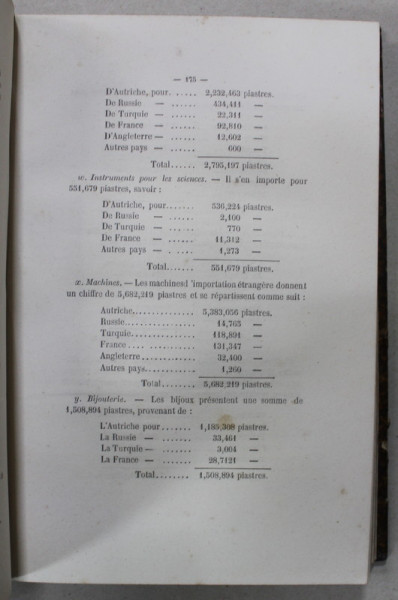 — 175 —
D'Autriche, pour...... 2,232,463 piastres.
De Russie — ...... 434,411 —
De Turquie — ...... 22,311 —
De France — ...... 92,810 —
D'Angleterre — ...... 12,602 —
Autres pays — ...... 600 —
Total...... 2,795,197 piastres.
w. Instruments pour les sciences. — Il s'en importe pour
551,679 piastres, savoir :
D'Autriche, pour....... 536,224 piastres.
De Russie — ...... 2,100 —
De Turquie — ...... 770 —
De France — ...... 11,312 —
Autres pays — ...... 1,273 —
Total...... 551,679 piastres.
x. Machines. — Les machinesd 'importation étrangère donnent
un chiffre de 5,682,219 piastres et se répartissent comme suit :
Autriche............... 5,383,656 piastres.
Russie................ 14,765 —
Turquie............... 118,891 —
France ............... 131,347 —
Angleterre............. 32,400 —
Autres pays............ 1,260 —
Total....... 5,682,219 piastres.
y. Bijouterie. — Les bijoux présentent une somme de
1,508,894 piastres, provenant de :
L'Autriche pour....... 1,185,308 piastres.
La Russie — ....... 33,461 —
La Turquie — ....... 3,004 —
La France — ....... 28,7121 —
Total........ 1,508,894 piastres.